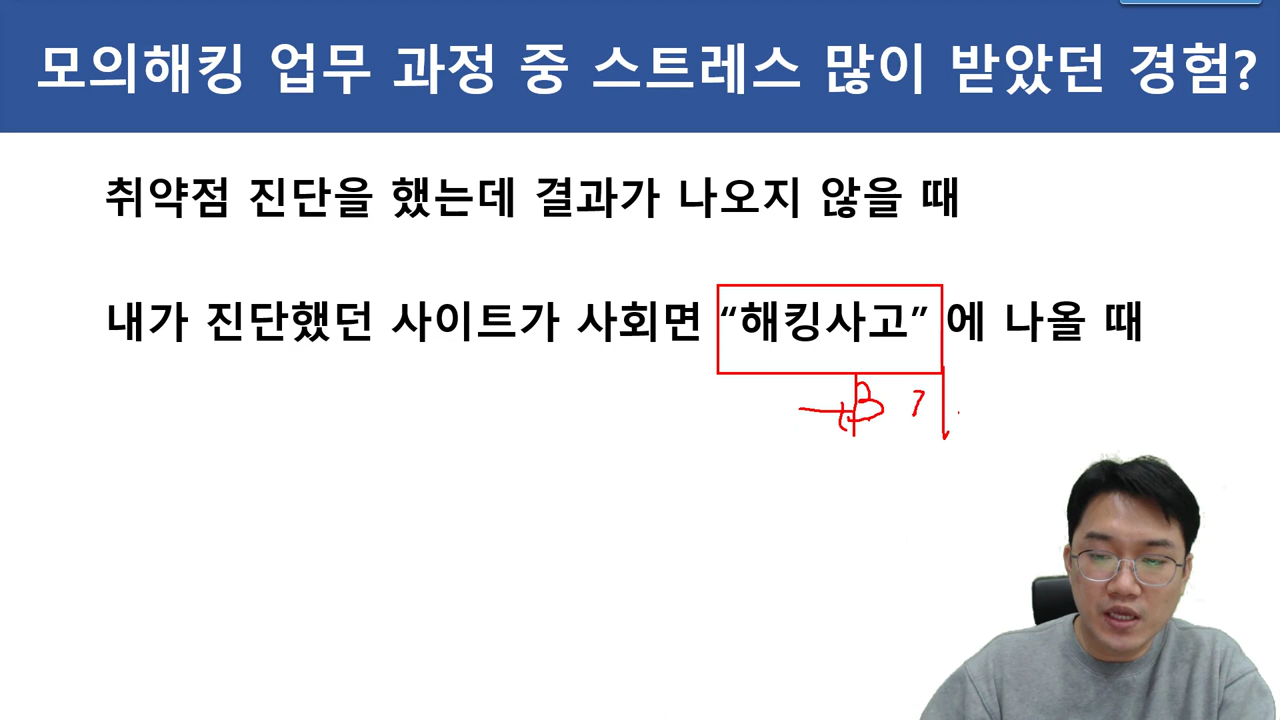 모의해킹 업무 과정 중 스트레스 많이 받았던 경험?
취약점 진단을 했는데 결과가 나오지 않을 때
내가 진단했던 사이트가 사회면 “해킹사고” 에 나올 때